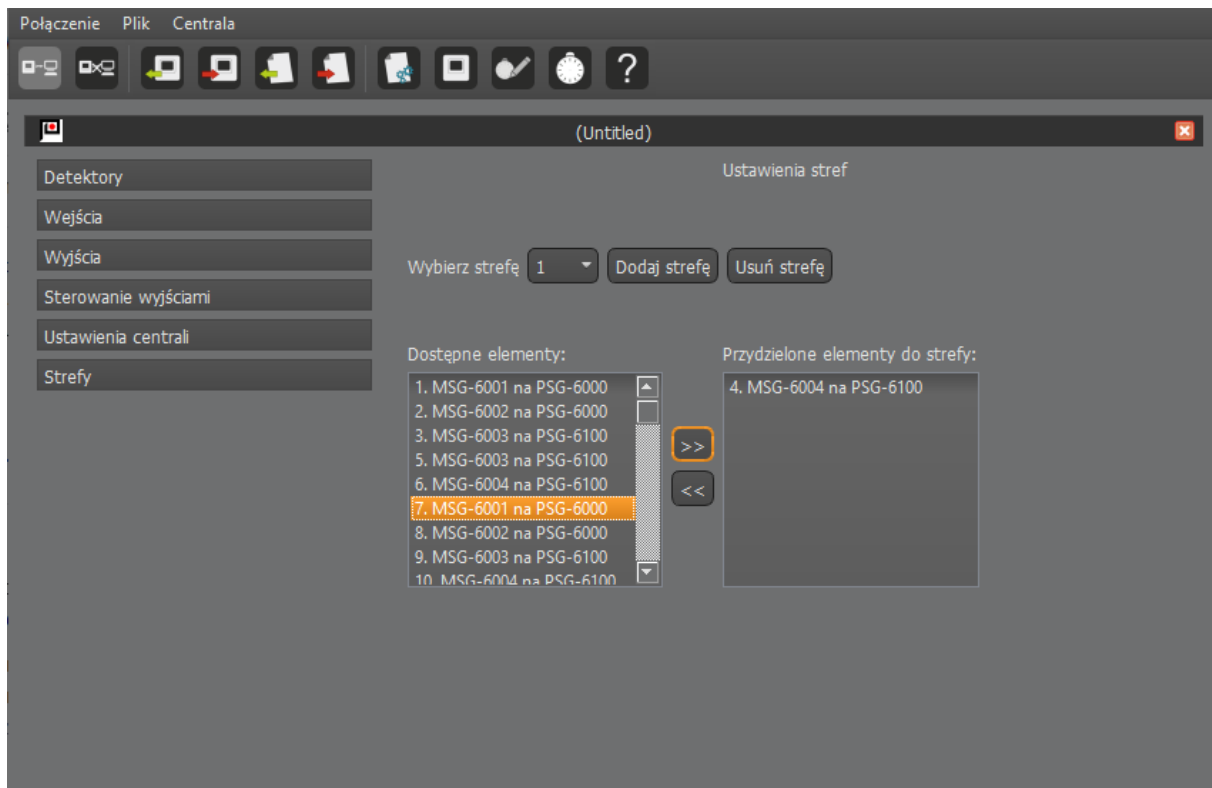 Połączenie Plik Centrala
?
(Untitled)
Detektory
Wejścia
Wyjścia
Sterowanie wyjściami
Ustawienia centrali
Strefy
Ustawienia stref
Wybierz strefę 1 Dodaj strefę Usuń strefę
Dostępne elementy:
1. MSG-6001 na PSG-6000
2. MSG-6002 na PSG-6000
3. MSG-6003 na PSG-6100
5. MSG-6003 na PSG-6100
6. MSG-6004 na PSG-6100
7. MSG-6001 na PSG-6000
8. MSG-6002 na PSG-6000
9. MSG-6003 na PSG-6100
10. MSG-6004 na PSG-6100
>>
<<
Przydzielone elementy do strefy:
4. MSG-6004 na PSG-6100